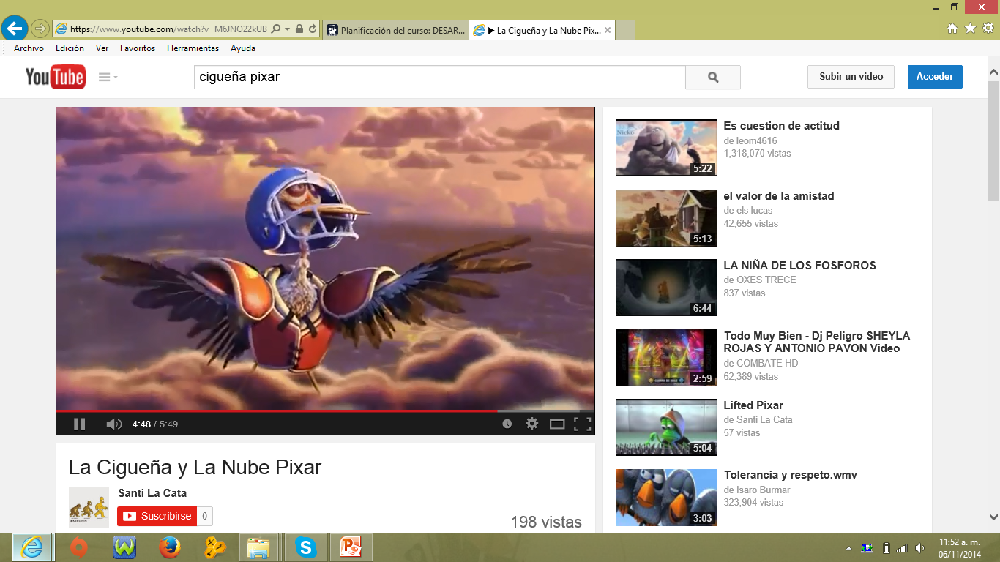 https://www.youtube.com/watch?v=M6JNO22kUB
Planificación del curso: DESAR...
La Cigueña y La Nube Pix...
Archivo Edición Ver Favoritos Herramientas Ayuda
YouTube
cigueña pixar
Subir un video
Acceder
4:48 / 5:49
La Cigueña y La Nube Pixar
Santi La Cata
Suscribirse 0
198 vistas
Nicko
5:22
Es cuestion de actitud
de leom4616
1,318,070 vistas
5:13
el valor de la amistad
de els lucas
42,655 vistas
6:44
LA NIÑA DE LOS FOSFOROS
de OXES TRECE
837 vistas
2:59
Todo Muy Bien - Dj Peligro SHEYLA
ROJAS Y ANTONIO PAVON Video
de COMBATE HD
62,389 vistas
5:04
Lifted Pixar
de Santi La Cata
57 vistas
3:03
Tolerancia y respeto.wmv
de Isaro Burmar
323,904 vistas
11:52 a. m.
06/11/2014